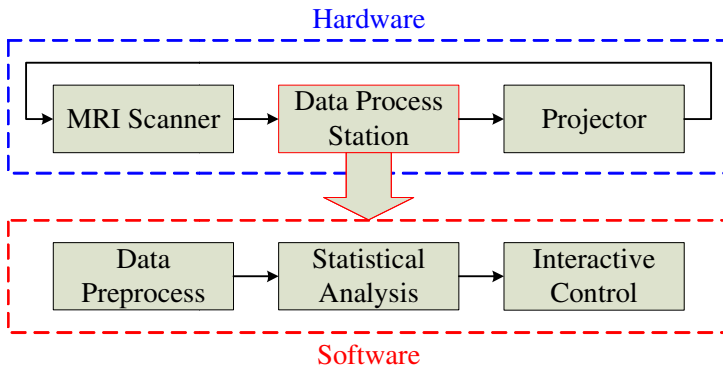 Hardware
MRI Scanner
Data Process
Station
Projector
Data
Preprocess
Statistical
Analysis
Interactive
Control
Software